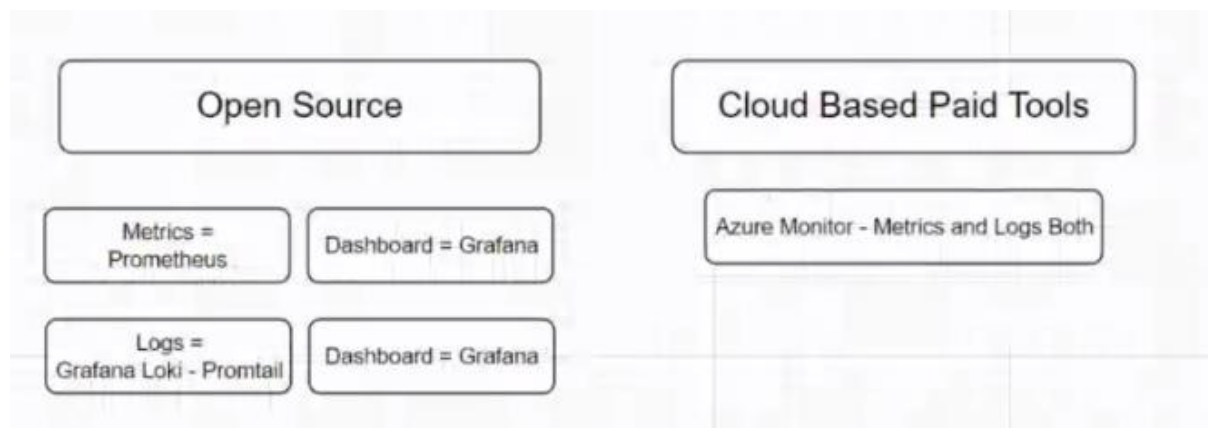 Open Source
Cloud Based Paid Tools
Metrics =
Prometheus
Dashboard = Grafana
Azure Monitor - Metrics and Logs Both
Logs =
Grafana Loki - Promtail
Dashboard = Grafana